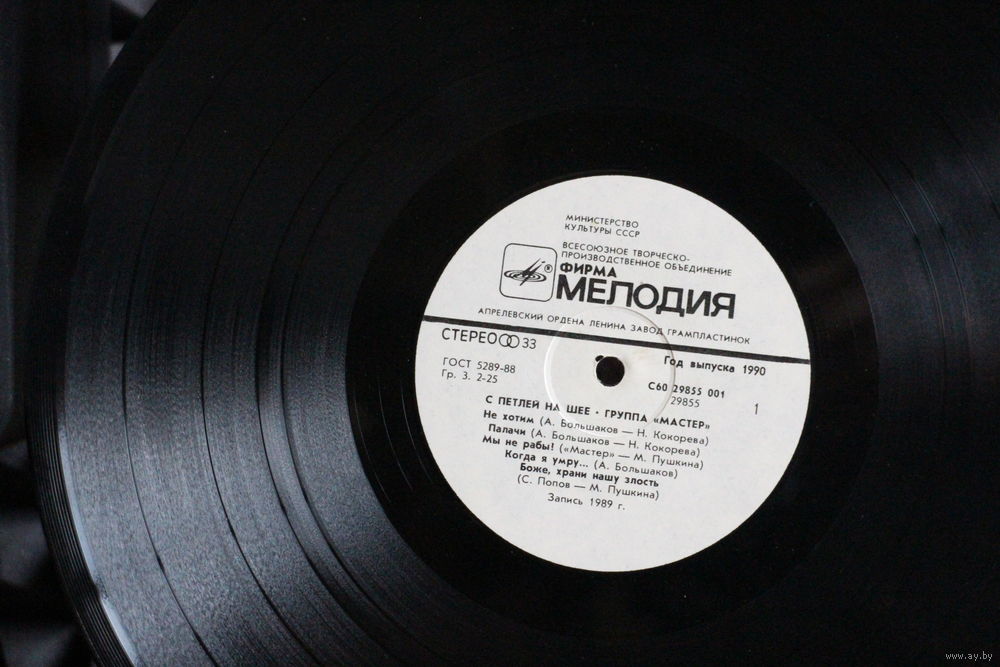 МИНИСТЕРСТВО
КУЛЬТУРЫ СССР
ВСЕСОЮЗНОЕ ТВОРЧЕСКО-
ПРОИЗВОДСТВЕННОЕ ОБЪЕДИНЕНИЕ
®
ФИРМА
МЕЛОДИЯ
АПРЕЛЕВСКИЙ ОРДЕНА ЛЕНИНА ЗАВОД ГРАМПЛАСТИНОК
СТЕРЕО 33
Год выпуска 1990
ГОСТ 5289-88
Гр. 3. 2-25
С60 29855 001
29855
1
С ПЕТЛЕЙ НА ШЕЕ · ГРУППА «МАСТЕР»
Не хотим (А. Большаков — Н. Кокорева)
Палачи (А. Большаков — Н. Кокорева)
Мы не рабы! («Мастер» — М. Пушкина)
Когда я умру... (А. Большаков)
Боже, храни нашу злость
(С. Попов — М. Пушкина)
Запись 1989 г.
www.ay.by